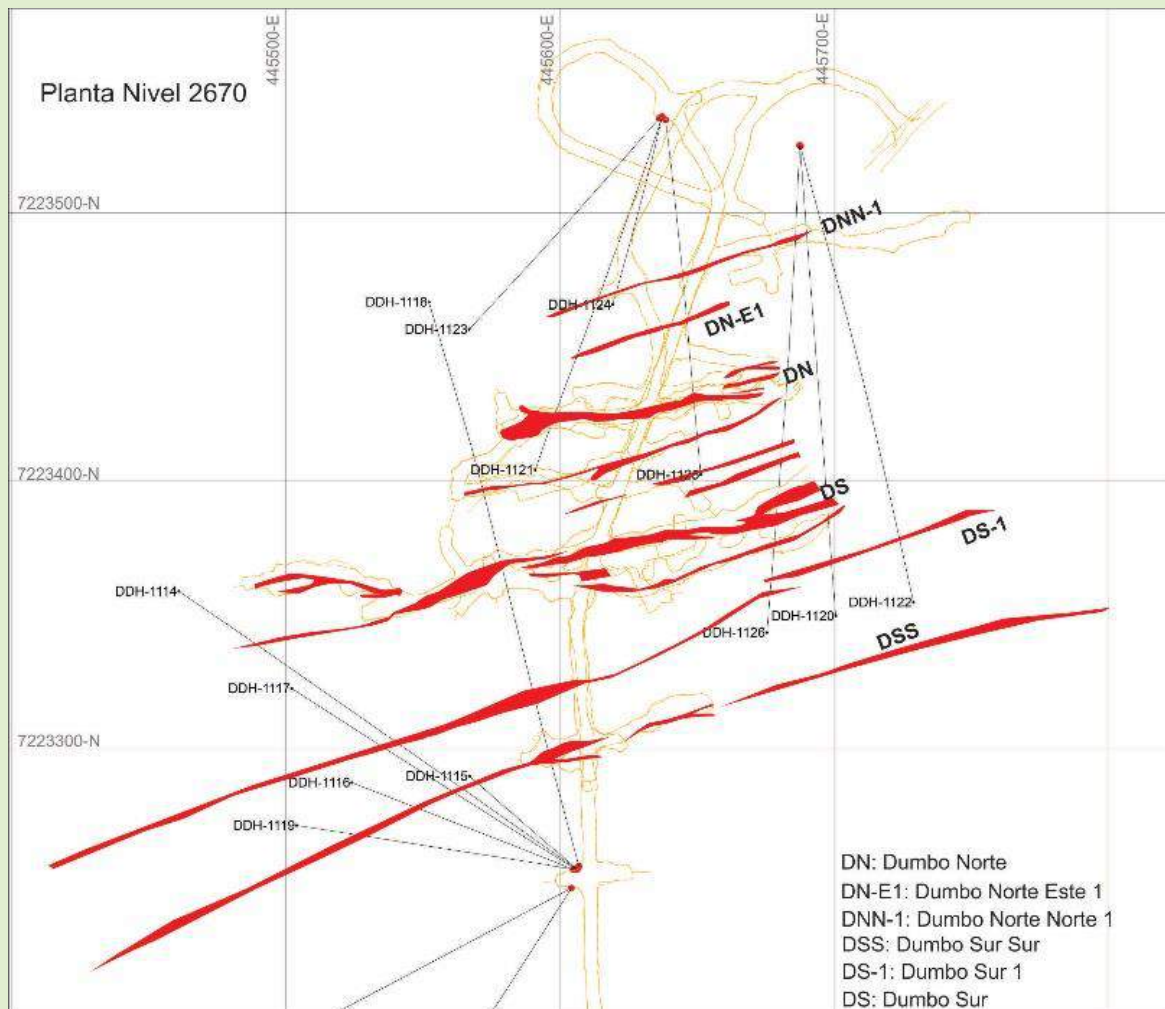 445500-E
445600-E
445700-E
Planta Nivel 2670
7223500-N
DNN-1
DDH-1118
DDH-1124
DDH-1123
DN-E1
DN
DDH-1121
DDH-1125
7223400-N
DS
DS-1
DDH-1114
DDH-1122
DDH-1120
DDH-1126
DSS
DDH-1117
7223300-N
DDH-1115
DDH-1116
DDH-1119
DN: Dumbo Norte
DN-E1: Dumbo Norte Este 1
DNN-1: Dumbo Norte Norte 1
DSS: Dumbo Sur Sur
DS-1: Dumbo Sur 1
DS: Dumbo Sur